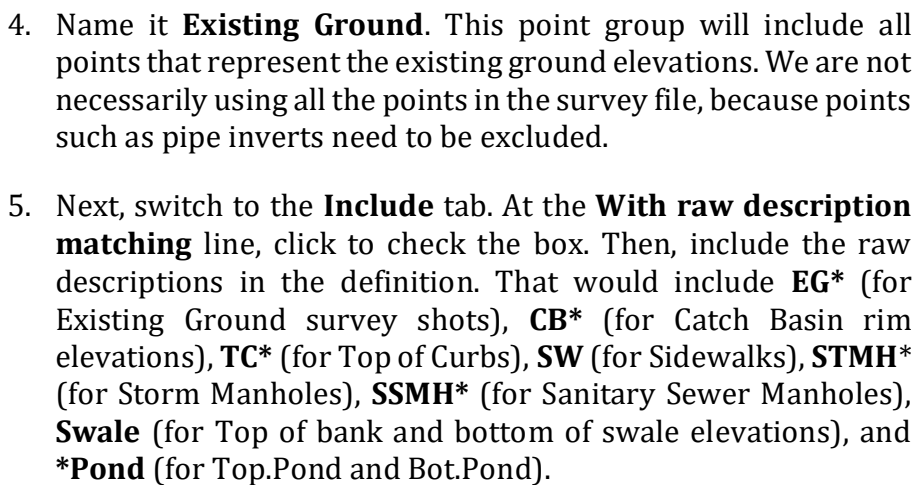 4. Name it Existing Ground. This point group will include all
points that represent the existing ground elevations. We are not
necessarily using all the points in the survey file, because points
such as pipe inverts need to be excluded.
5. Next, switch to the Include tab. At the With raw description
matching line, click to check the box. Then, include the raw
descriptions in the definition. That would include EG* (for
Existing Ground survey shots), CB* (for Catch Basin rim
elevations), TC* (for Top of Curbs), SW (for Sidewalks), STMH*
(for Storm Manholes), SSMH* (for Sanitary Sewer Manholes),
Swale (for Top of bank and bottom of swale elevations), and
*Pond (for Top.Pond and Bot.Pond).